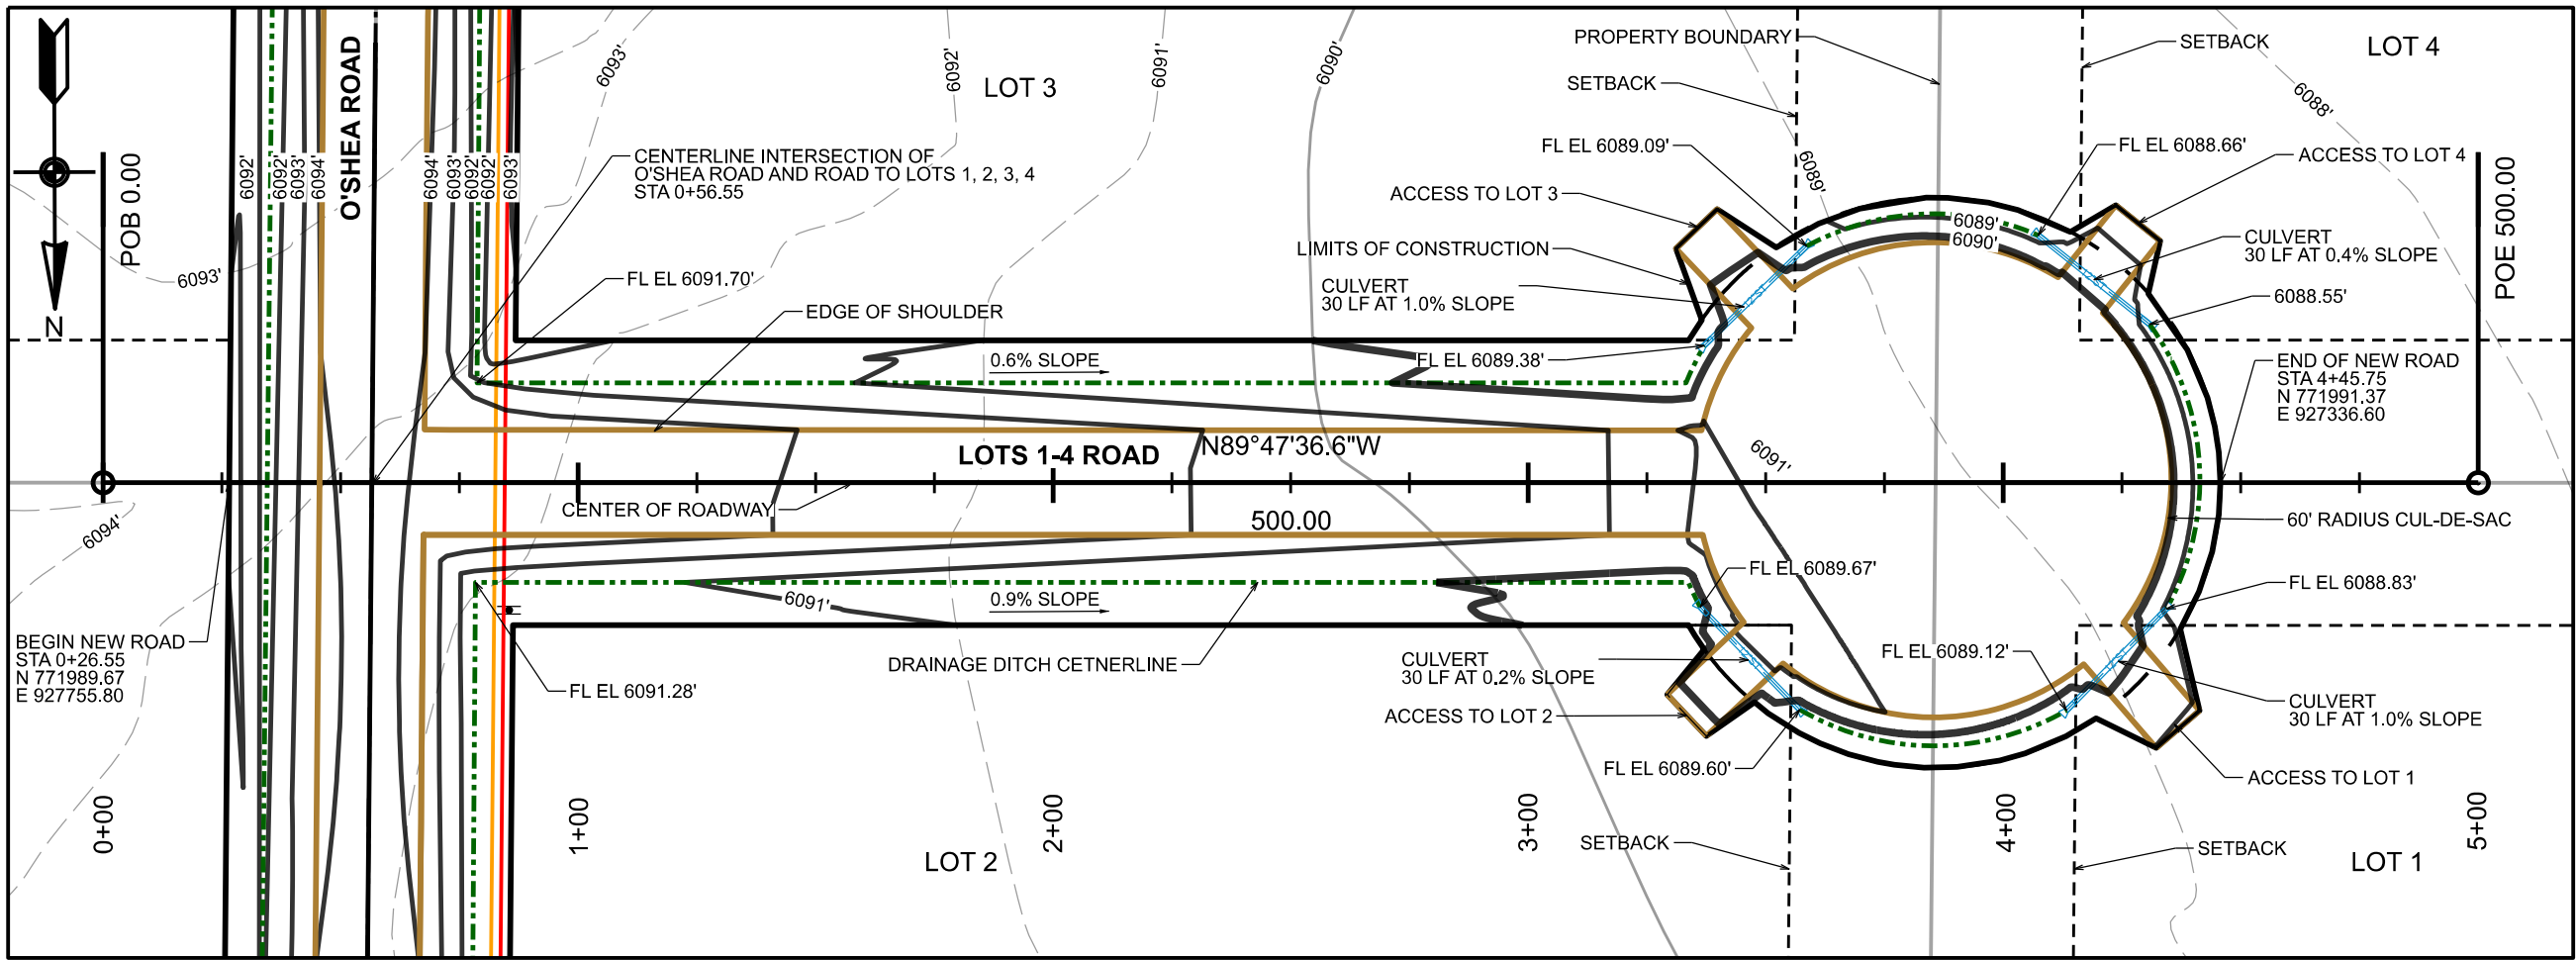 PROPERTY BOUNDARY
SETBACK
LOT 4
SETBACK
LOT 3
6093'
6092'
6091'
6090'
6088'
O'SHEA ROAD
POB 0.00
N
6093'
6092'
6092'
6093'
6094'
6094'
6093'
6092'
6092'
6093'
CENTERLINE INTERSECTION OF
O'SHEA ROAD AND ROAD TO LOTS 1, 2, 3, 4
STA 0+56.55
FL EL 6091.70'
EDGE OF SHOULDER
FL EL 6089.09'
ACCESS TO LOT 3
LIMITS OF CONSTRUCTION
CULVERT
30 LF AT 1.0% SLOPE
6089'
6089'
6090'
FL EL 6088.66'
ACCESS TO LOT 4
CULVERT
30 LF AT 0.4% SLOPE
6088.55'
POE 500.00
END OF NEW ROAD
STA 4+45.75
N 771991.37
E 927336.60
0.6% SLOPE
FL EL 6089.38'
LOTS 1-4 ROAD
N89°47'36.6"W
6091'
CENTER OF ROADWAY
500.00
60' RADIUS CUL-DE-SAC
6094'
BEGIN NEW ROAD
STA 0+26.55
N 771989.67
E 927755.80
FL EL 6091.28'
6091'
0.9% SLOPE
DRAINAGE DITCH CETNERLINE
FL EL 6089.67'
CULVERT
30 LF AT 0.2% SLOPE
ACCESS TO LOT 2
FL EL 6089.60'
FL EL 6089.12'
FL EL 6088.83'
CULVERT
30 LF AT 1.0% SLOPE
ACCESS TO LOT 1
SETBACK
SETBACK
LOT 2
LOT 1
0+00
1+00
2+00
3+00
4+00
5+00